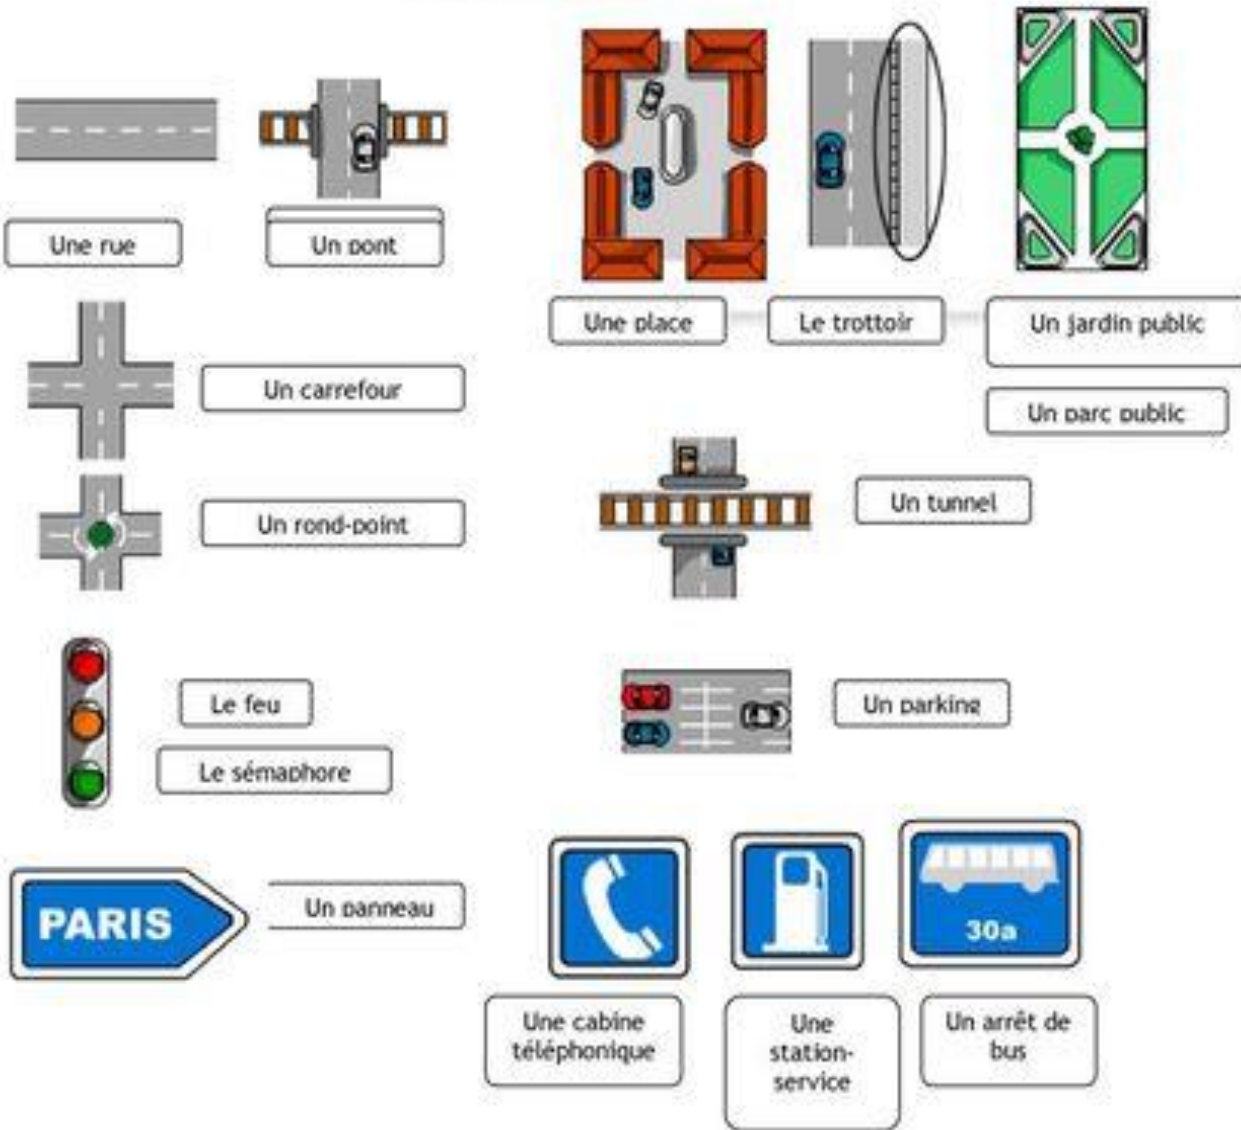 Une rue
Un pont
Une place
Le trottoir
Un jardin public
Un parc public
Un carrefour
Un rond-point
Un tunnel
Le feu
Le sémaphore
Un parking
PARIS
Un panneau
30a
Une cabine
téléphonique
Une
station-
service
Un arrêt de
bus